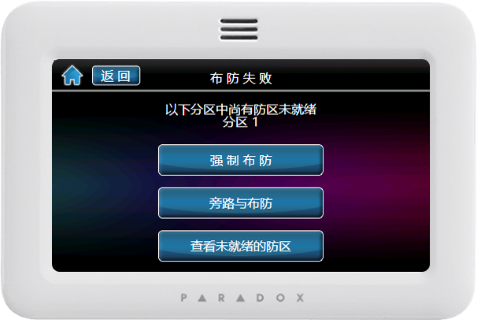 返回
布防失败
以下分区中尚有防区未就绪
分区 1
强制布防
旁路与布防
查看未就绪的防区
PARADOX